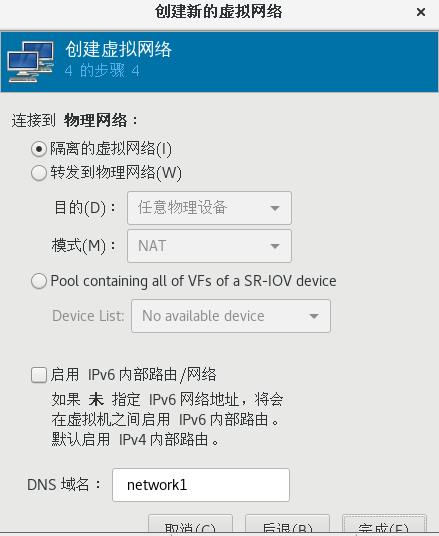 创建新的虚拟网络
创建虚拟网络
4 的步骤 4
连接到 物理网络：
隔离的虚拟网络(I)
转发到物理网络(W)
目的(D)： 任意物理设备
模式(M)： NAT
Pool containing all of VFs of a SR-IOV device
Device List: No available device
启用 IPv6 内部路由/网络
如果 未 指定 IPv6 网络地址，将会
在虚拟机之间启用 IPv6 内部路由。
默认启用 IPv4 内部路由。
DNS 域名： network1
取消(C) 后退(B) 完成(F)